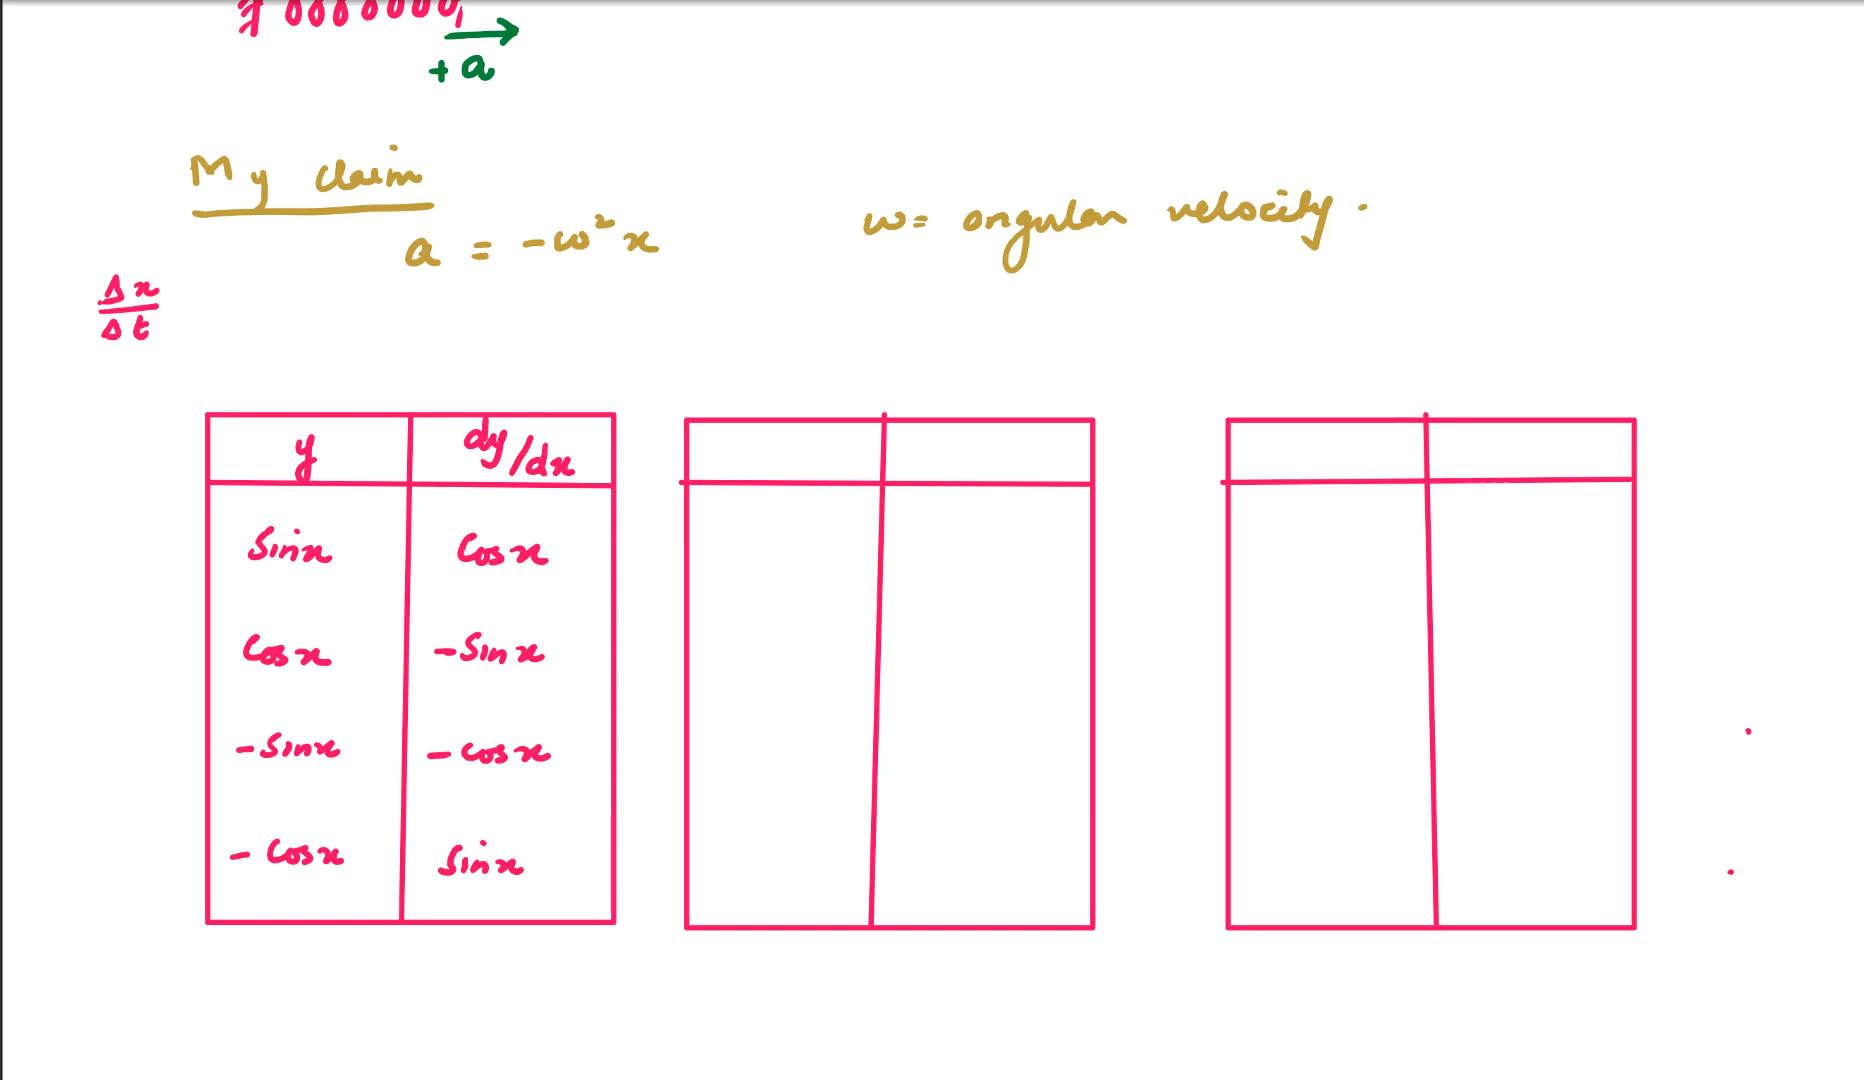 + a
My claim
a = -ω²x
ω = angular velocity.
Δx
Δt
y dy/dx
Sinx Cosx
Cosx -Sinx
-Sinx -Cosx
-Cosx Sinx